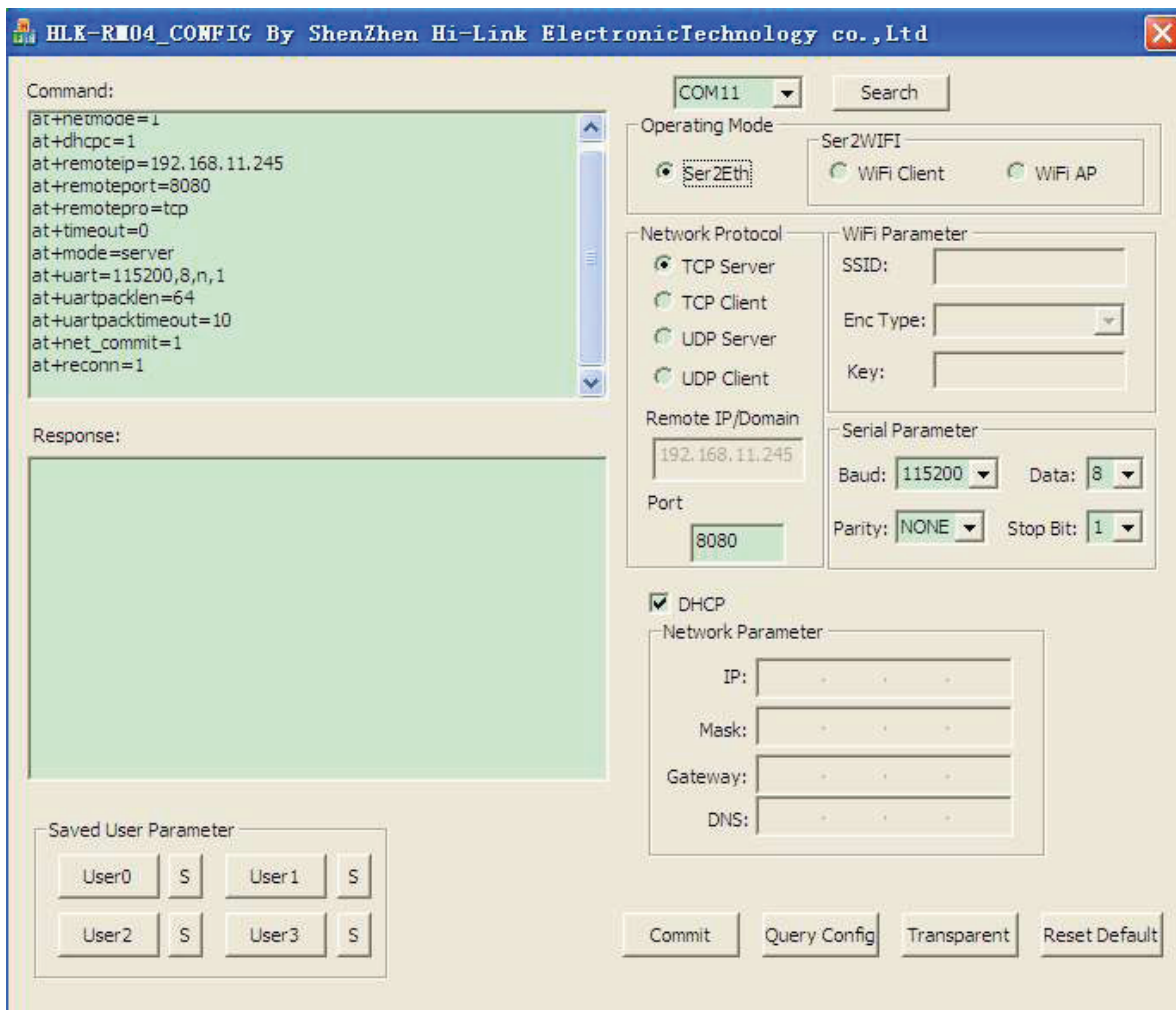 HLK-RM04_CONFIG By ShenZhen Hi-Link ElectronicTechnology co.,Ltd
Command:
at+netmode=1
at+dhcpc=1
at+remoteip=192.168.11.245
at+remoteport=8080
at+remotepro=tcp
at+timeout=0
at+mode=server
at+uart=115200,8,n,1
at+uartpacklen=64
at+uartpacktimeout=10
at+net_commit=1
at+reconn=1
Response:
Saved User Parameter
User0 S User1 S
User2 S User3 S
COM11 Search
Operating Mode
Ser2Eth
Ser2WIFI
WiFi Client WiFi AP
Network Protocol
TCP Server
TCP Client
UDP Server
UDP Client
Remote IP/Domain
192.168.11.245
Port
8080
WiFi Parameter
SSID:
Enc Type:
Key:
Serial Parameter
Baud: 115200 Data: 8
Parity: NONE Stop Bit: 1
DHCP
Network Parameter
IP:
Mask:
Gateway:
DNS:
Commit Query Config Transparent Reset Default